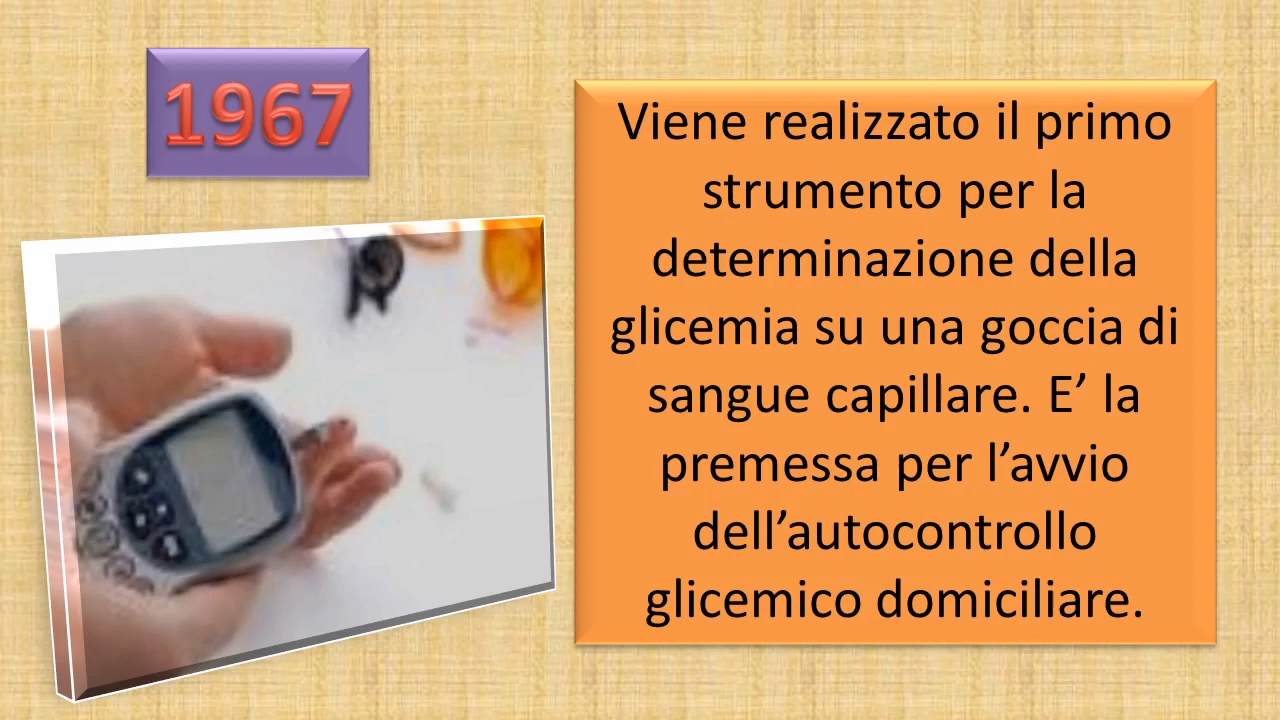 1967
Viene realizzato il primo
strumento per la
determinazione della
glicemia su una goccia di
sangue capillare. E’ la
premessa per l’avvio
dell’autocontrollo
glicemico domiciliare.